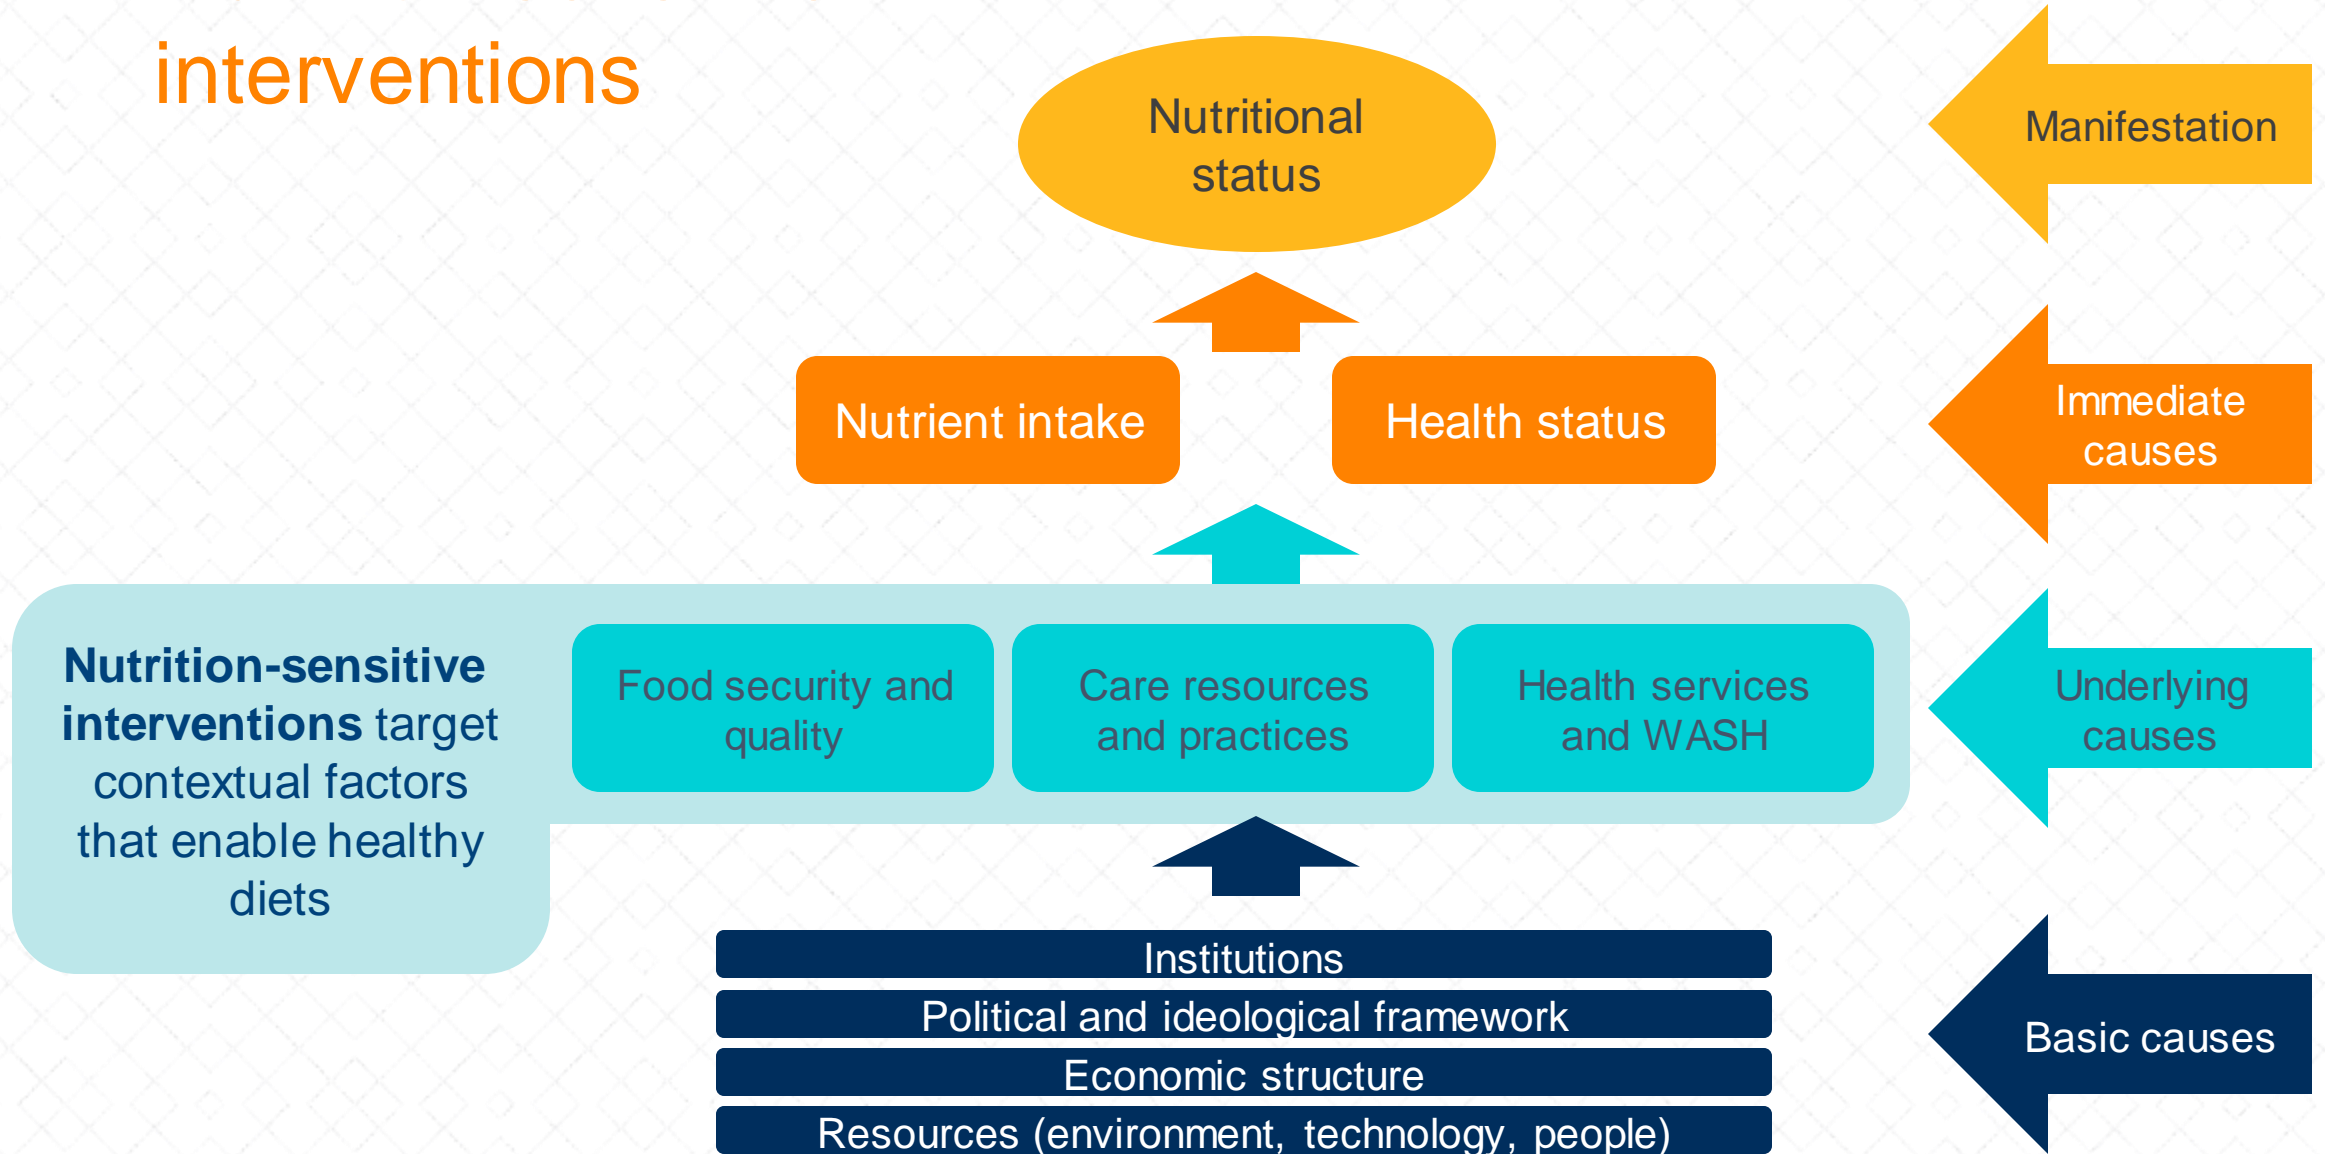 interventions
Nutritional
status
Manifestation
Nutrient intake
Health status
Immediate
causes
Nutrition-sensitive
interventions target
contextual factors
that enable healthy
diets
Food security and
quality
Care resources
and practices
Health services
and WASH
Underlying
causes
Institutions
Political and ideological framework
Economic structure
Resources (environment, technology, people)
Basic causes